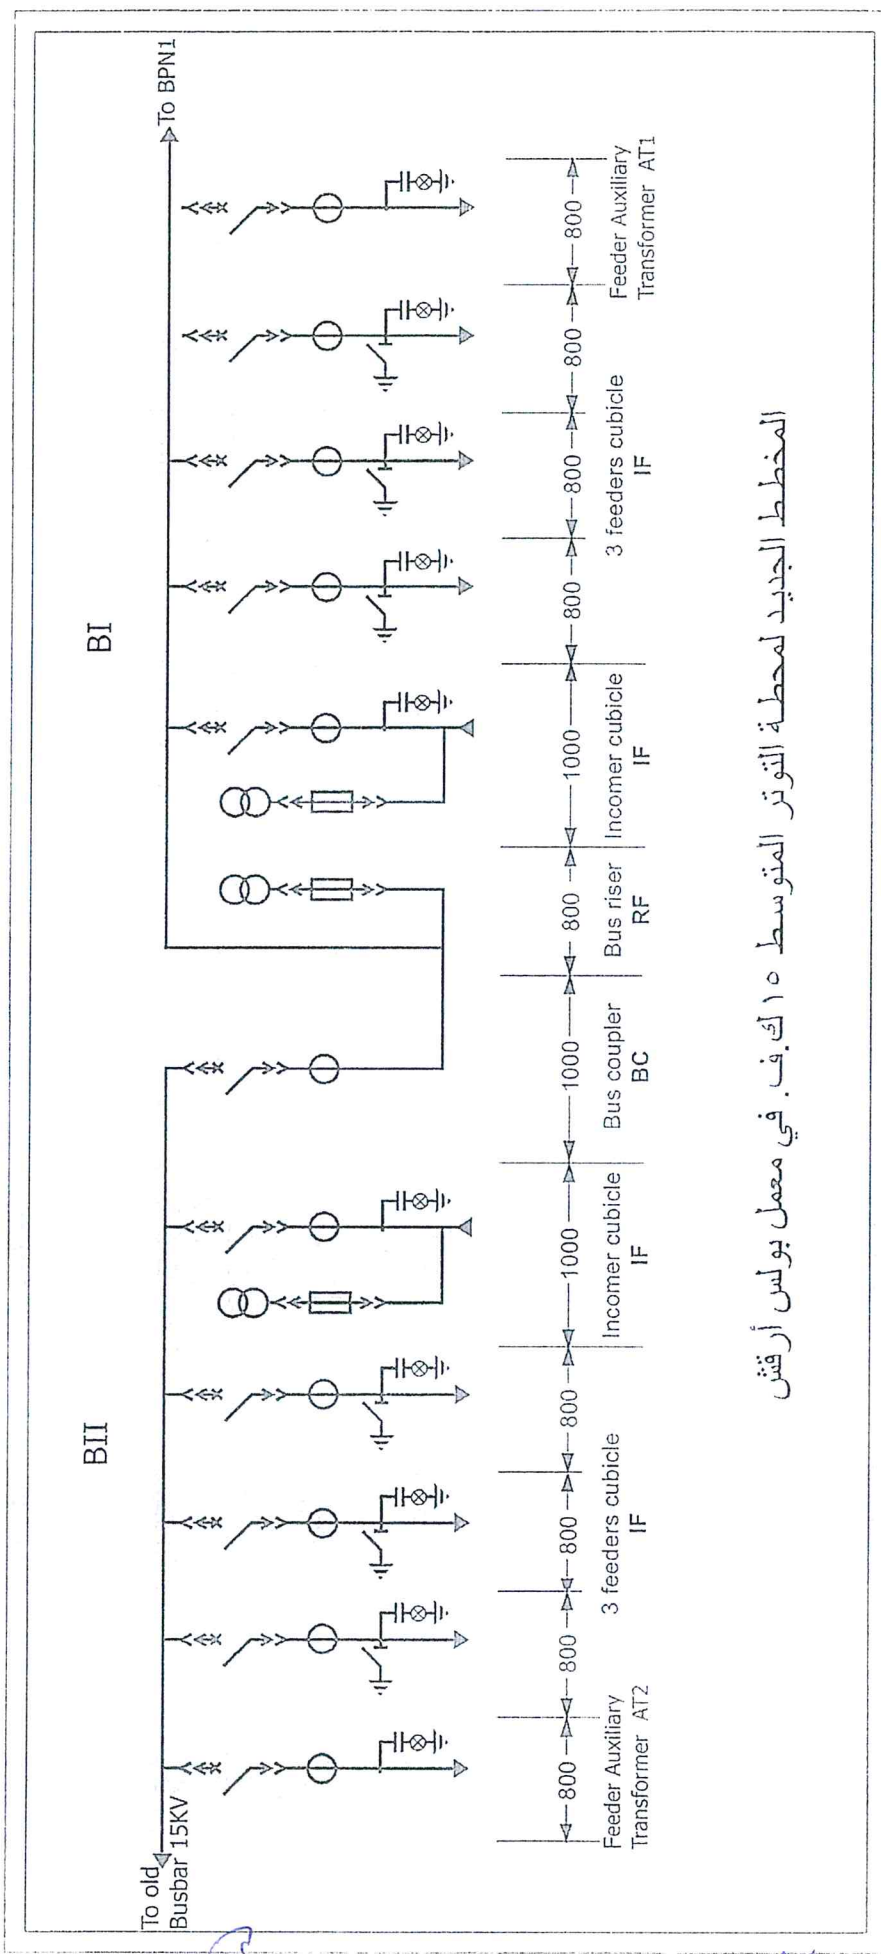 BII
BI
To old
Busbar 15KV
To BPN1
800
800
800
800
1000
1000
800
1000
800
800
800
800
Feeder Auxiliary
Transformer AT2
3 feeders cubicle
IF
Incomer cubicle
IF
Bus coupler
BC
Bus riser
RF
Incomer cubicle
IF
3 feeders cubicle
IF
Feeder Auxiliary
Transformer AT1
المخطط الجديد لمحطة التوتر المتوسط ١٥ ك.ف. في معمل بولس أرقش